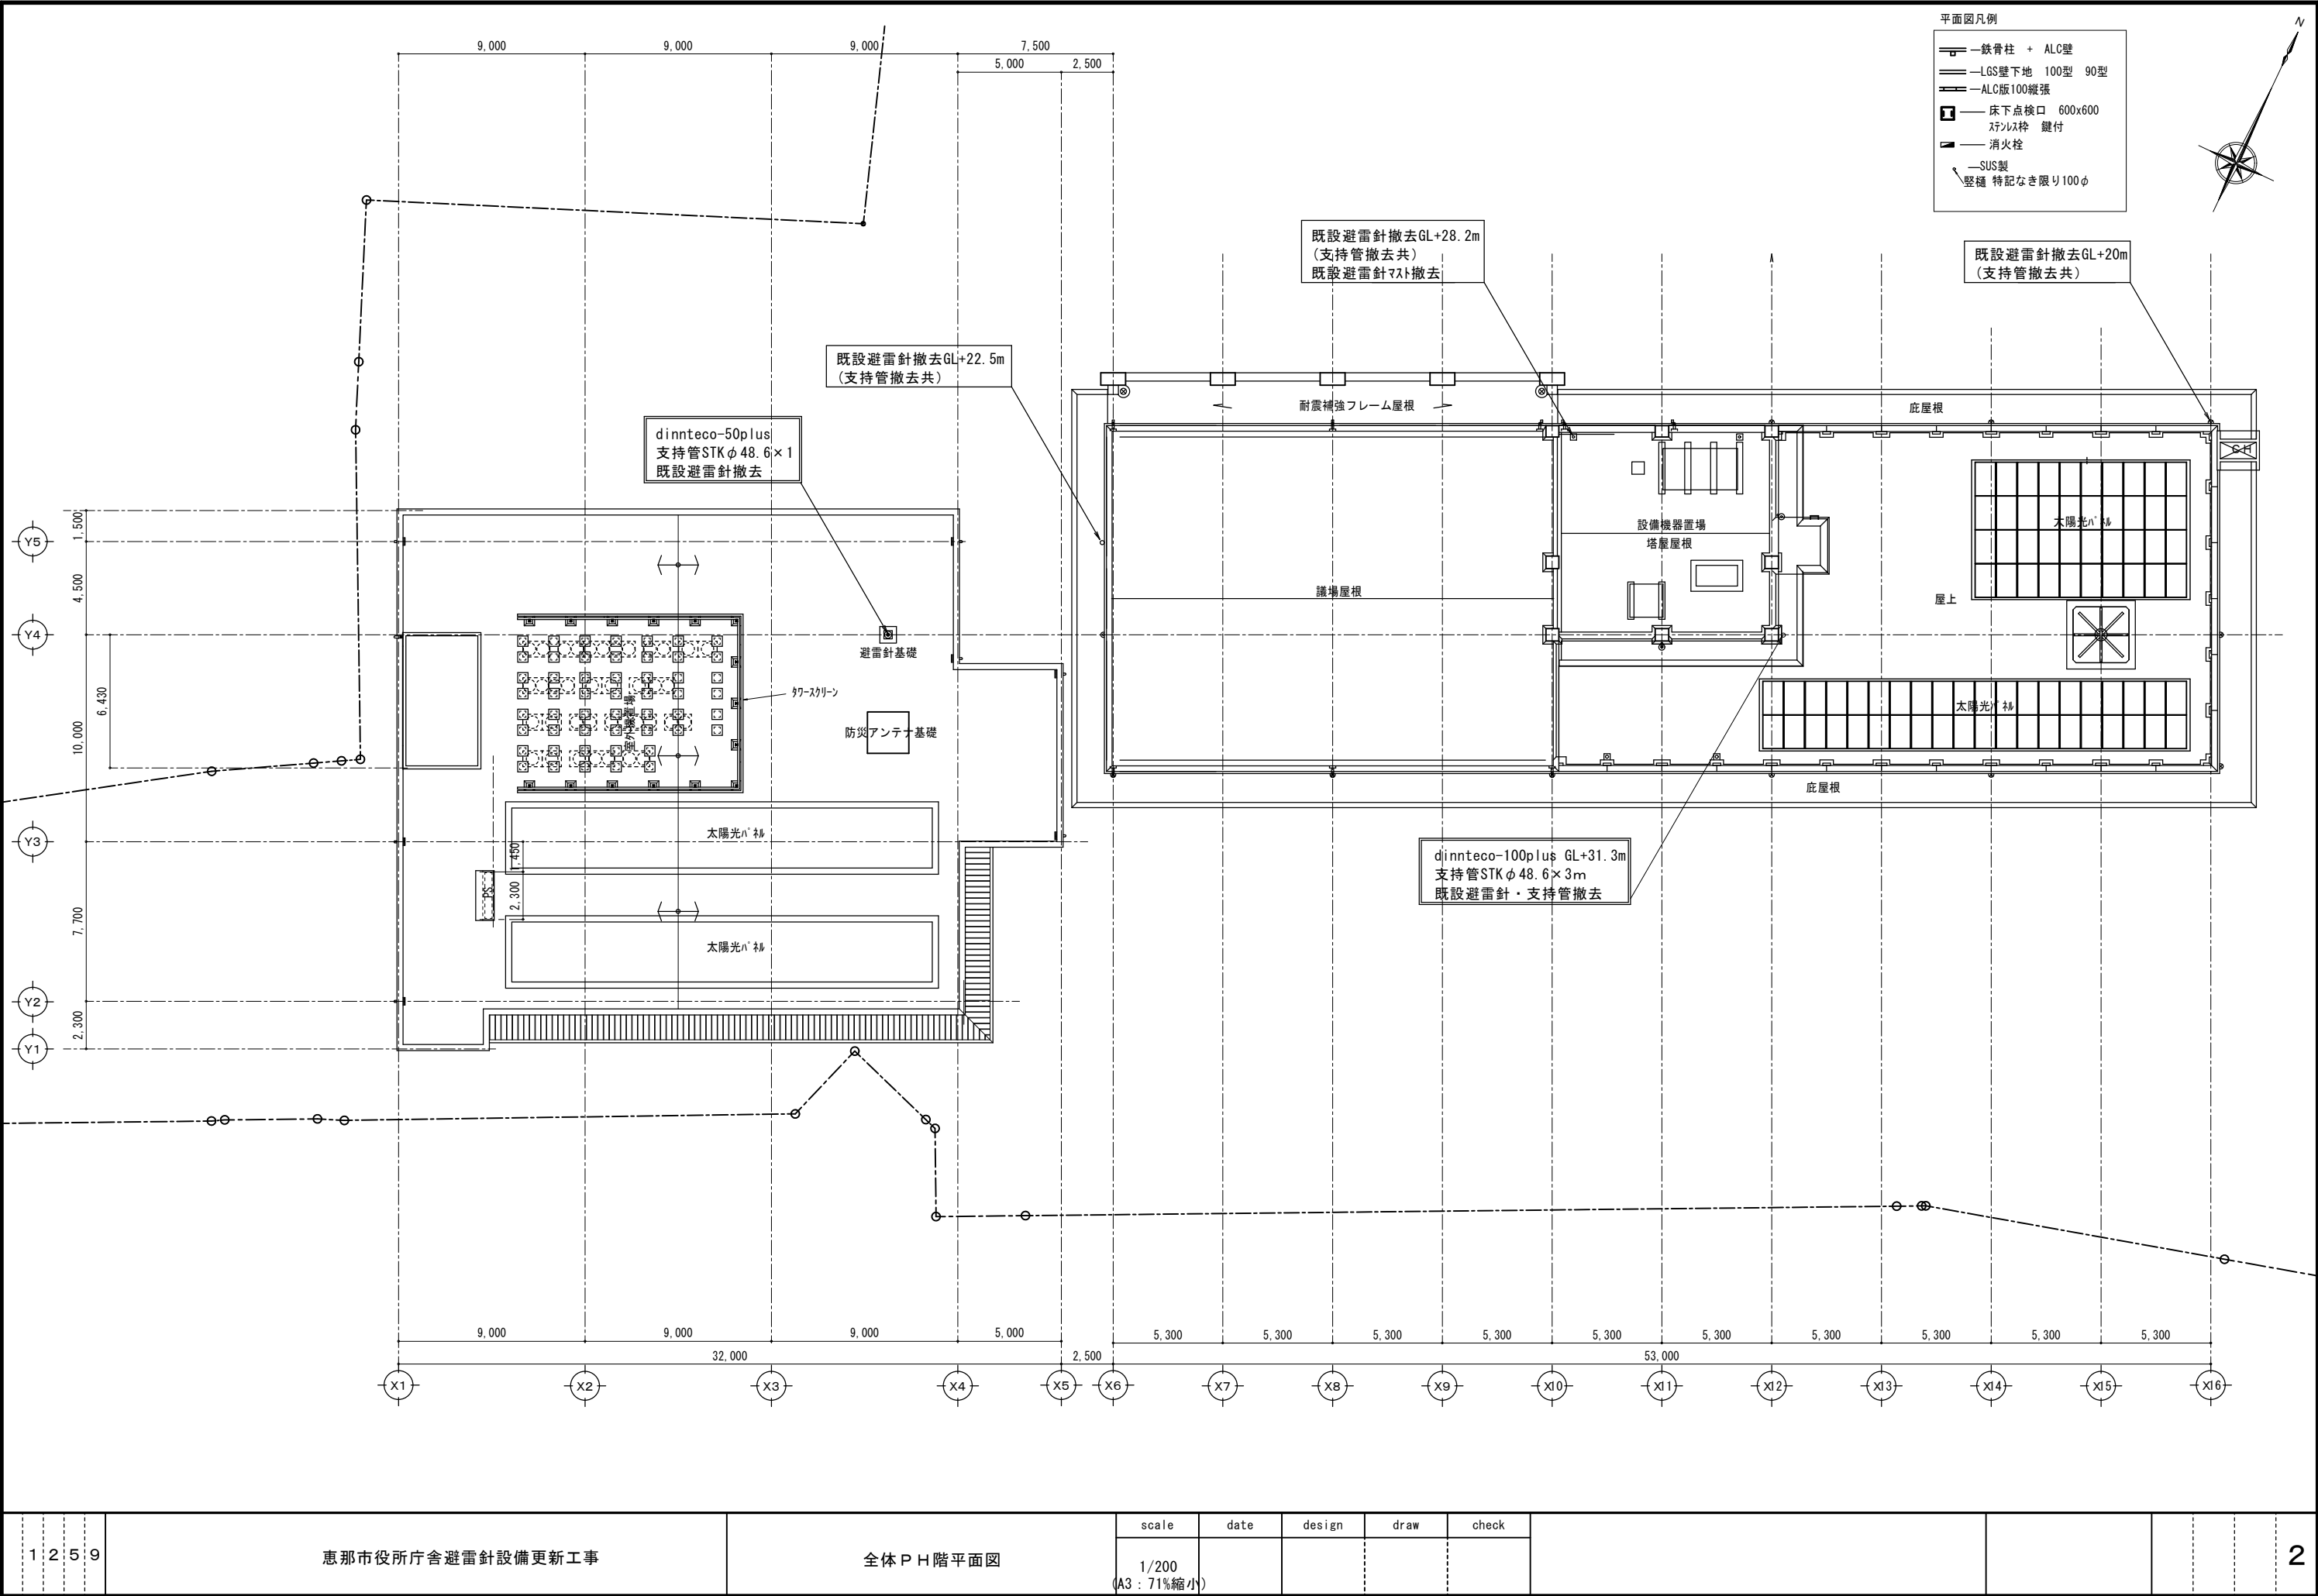 平面図凡例
鉄骨柱 + ALC壁
LGS壁下地 100型 90型
ALC版100縦張
床下点検口 600x600
ステンレス枠 鍵付
消火栓
SUS製
竪樋 特記なき限り100φ
N
9,000 9,000 9,000 7,500
5,000 2,500
既設避雷針撤去GL+28.2m
(支持管撤去共)
既設避雷針マスト撤去
既設避雷針撤去GL+20m
(支持管撤去共)
既設避雷針撤去GL+22.5m
(支持管撤去共)
dinnteco-50plus
支持管STKφ48.6×1
既設避雷針撤去
耐震補強フレーム屋根
庇屋根
CH
設備機器置場
塔屋屋根
太陽光パネル
議場屋根
屋上
避雷針基礎
タワースクリーン
室外機置場
防災アンテナ基礎
太陽光パネル
庇屋根
太陽光パネル
太陽光パネル
PS
1,450
2,300
dinnteco-100plus GL+31.3m
支持管STKφ48.6×3m
既設避雷針・支持管撤去
Y5
Y4
Y3
Y2
Y1
1,500
4,500
10,000
6,430
7,700
2,300
9,000 9,000 9,000 5,000
5,300 5,300 5,300 5,300 5,300 5,300 5,300 5,300 5,300 5,300
32,000 2,500 53,000
X1 X2 X3 X4 X5 X6 X7 X8 X9 X10 X11 X12 X13 X14 X15 X16
1 2 5 9
恵那市役所庁舎避雷針設備更新工事
全体PH階平面図
scale date design draw check
1/200
(A3:71%縮小)
2